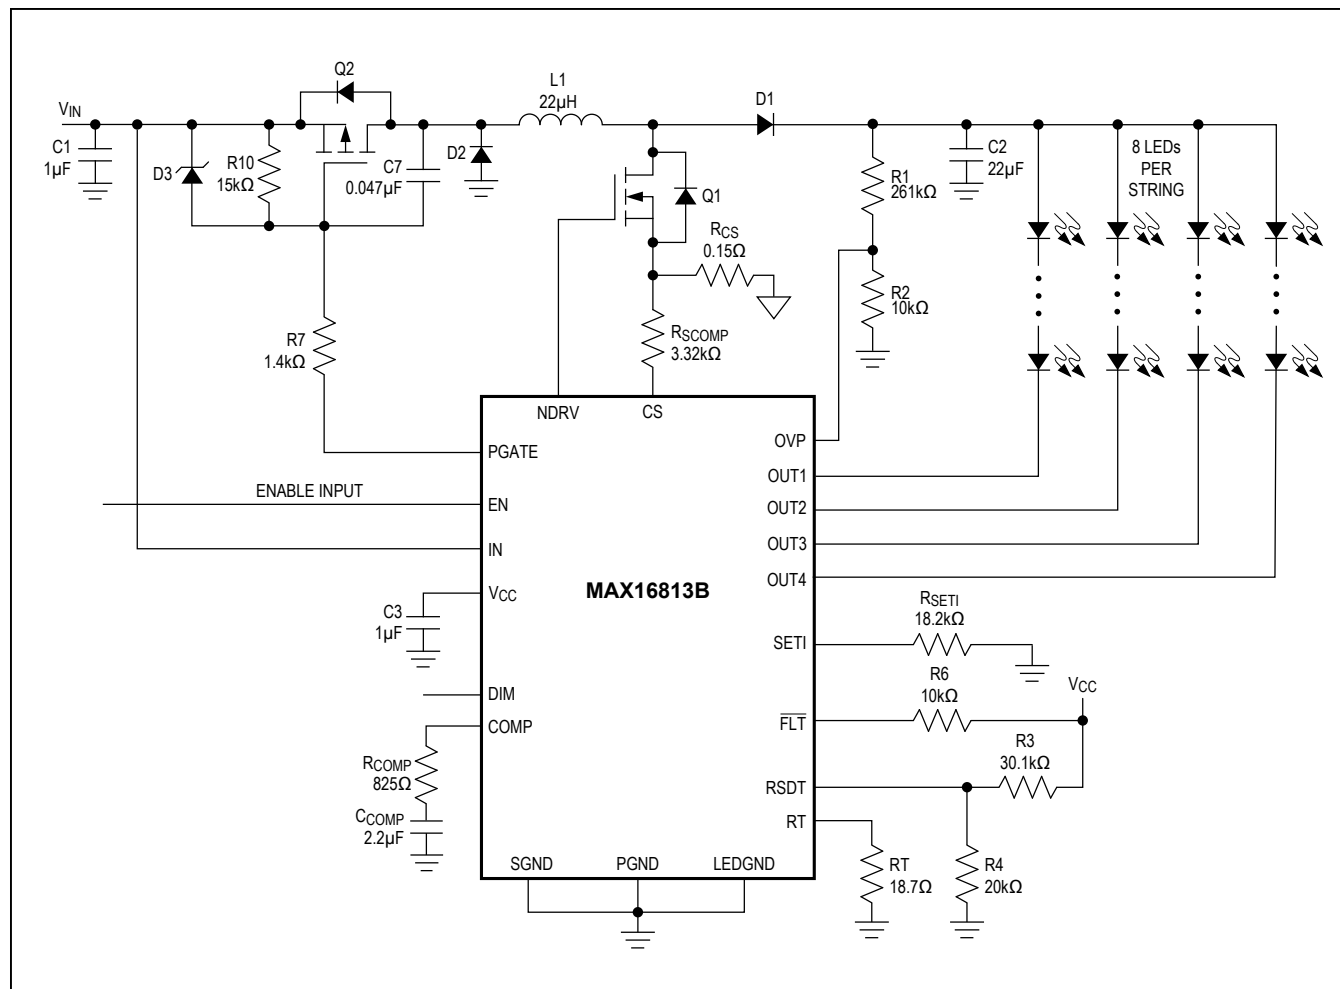 Q2
L1
22µH
D1
VIN
C1
1µF
D3
R10
15kΩ
C7
0.047µF
D2
Q1
RCS
0.15Ω
R1
261kΩ
C2
22µF
8 LEDs
PER
STRING
R2
10kΩ
R7
1.4kΩ
RSCOMP
3.32kΩ
NDRV
CS
OVP
PGATE
OUT1
ENABLE INPUT
EN
OUT2
IN
OUT3
OUT4
MAX16813B
VCC
C3
1µF
RSETI
18.2kΩ
SETI
DIM
R6
10kΩ
VCC
COMP
FLT
RCOMP
825Ω
R3
30.1kΩ
RSDT
CCOMP
2.2µF
RT
SGND
PGND
LEDGND
RT
18.7Ω
R4
20kΩ